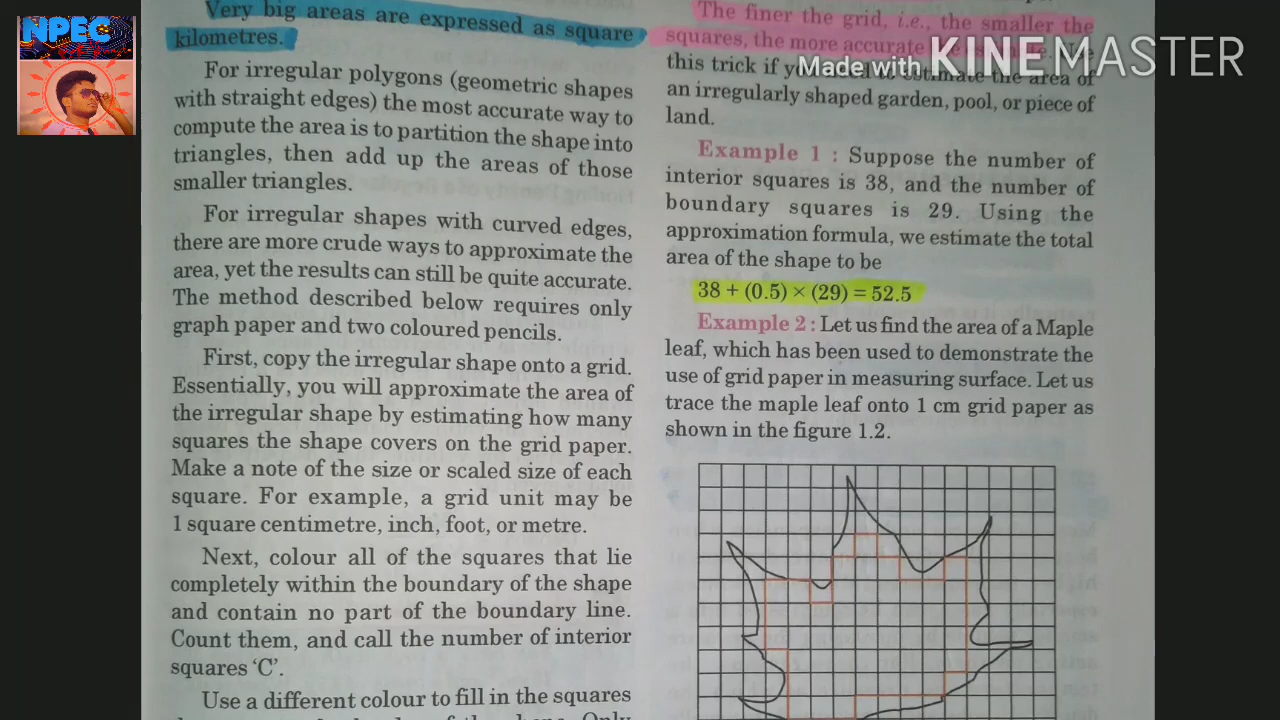 NPEC
Very big areas are expressed as square
kilometres.
For irregular polygons (geometric shapes
with straight edges) the most accurate way to
compute the area is to partition the shape into
triangles, then add up the areas of those
smaller triangles.
For irregular shapes with curved edges,
there are more crude ways to approximate the
area, yet the results can still be quite accurate.
The method described below requires only
graph paper and two coloured pencils.
First, copy the irregular shape onto a grid.
Essentially, you will approximate the area of
the irregular shape by estimating how many
squares the shape covers on the grid paper.
Make a note of the size or scaled size of each
square. For example, a grid unit may be
1 square centimetre, inch, foot, or metre.
Next, colour all of the squares that lie
completely within the boundary of the shape
and contain no part of the boundary line.
Count them, and call the number of interior
squares ‘C’.
Use a different colour to fill in the squares
The finer the grid, i.e., the smaller the
squares, the more accurate
Made with KINEMASTER
this trick if estimate the area of
an irregularly shaped garden, pool, or piece of
land.
Example 1 : Suppose the number of
interior squares is 38, and the number of
boundary squares is 29. Using the
approximation formula, we estimate the total
area of the shape to be
38 + (0.5) × (29) = 52.5
Example 2 : Let us find the area of a Maple
leaf, which has been used to demonstrate the
use of grid paper in measuring surface. Let us
trace the maple leaf onto 1 cm grid paper as
shown in the figure 1.2.